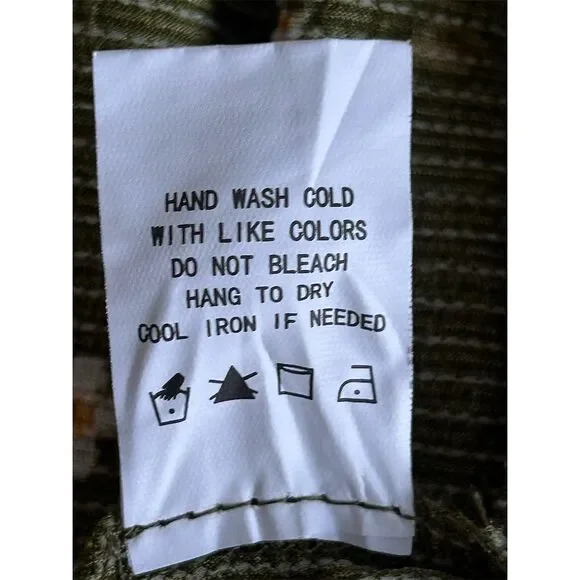 HAND WASH COLD
WITH LIKE COLORS
DO NOT BLEACH
HANG TO DRY
COOL IRON IF NEEDED